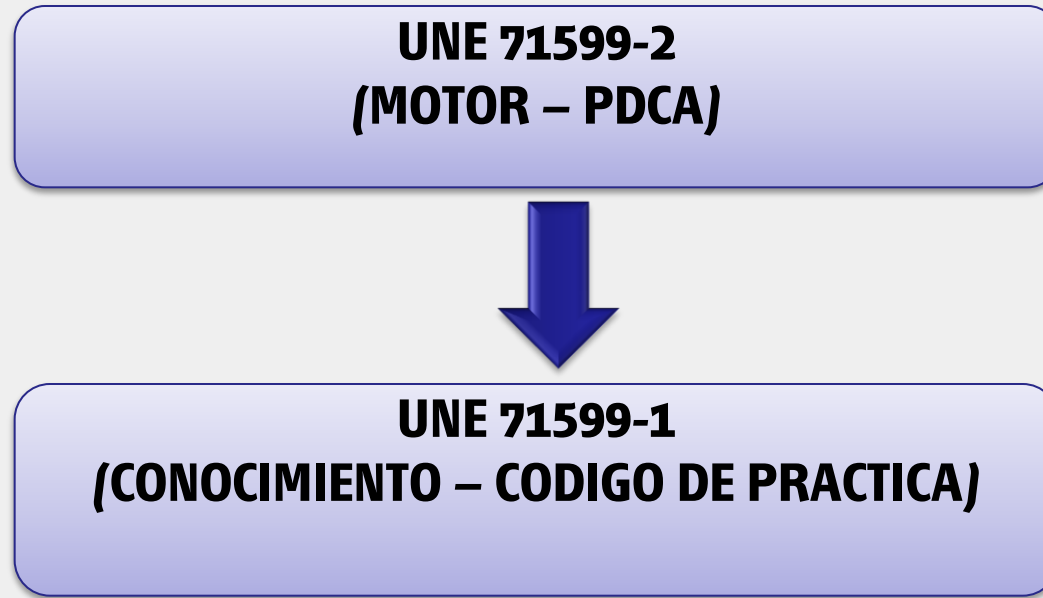 UNE 71599-2
(MOTOR – PDCA)
UNE 71599-1
(CONOCIMIENTO – CODIGO DE PRACTICA)